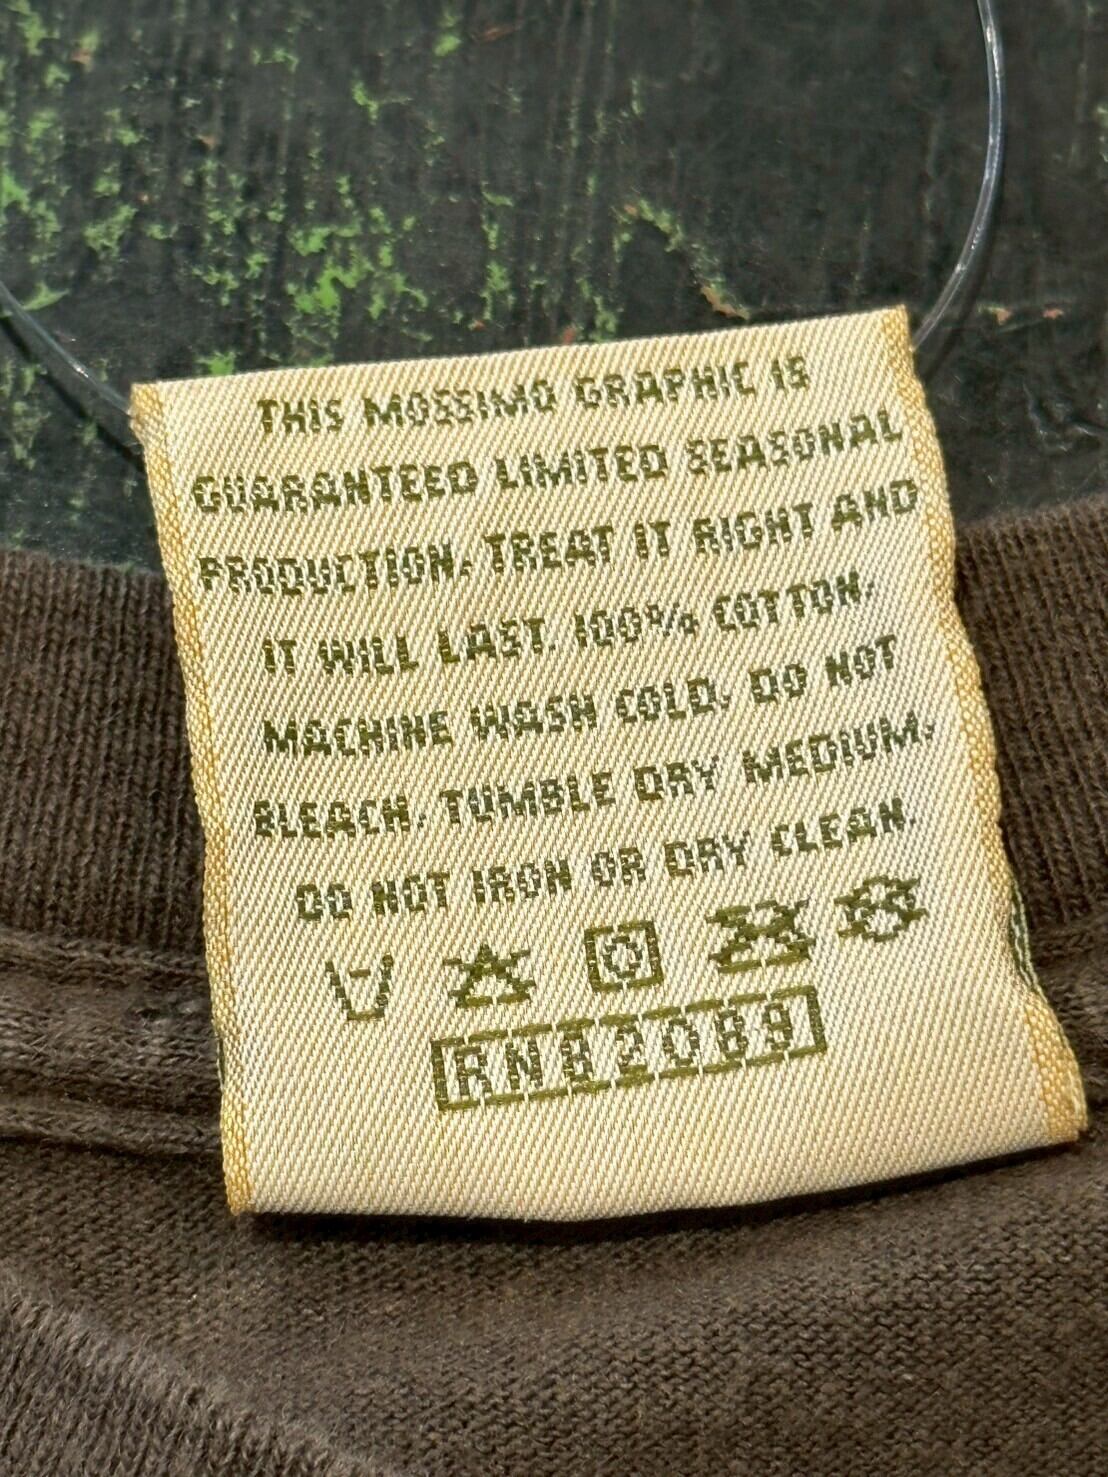 THIS MOSSIMO GRAPHIC IS
GUARANTEED LIMITED SEASONAL
PRODUCTION. TREAT IT RIGHT AND
IT WILL LAST. 100% COTTON.
MACHINE WASH COLD. DO NOT
BLEACH. TUMBLE DRY MEDIUM.
DO NOT IRON OR DRY CLEAN.
RN82089